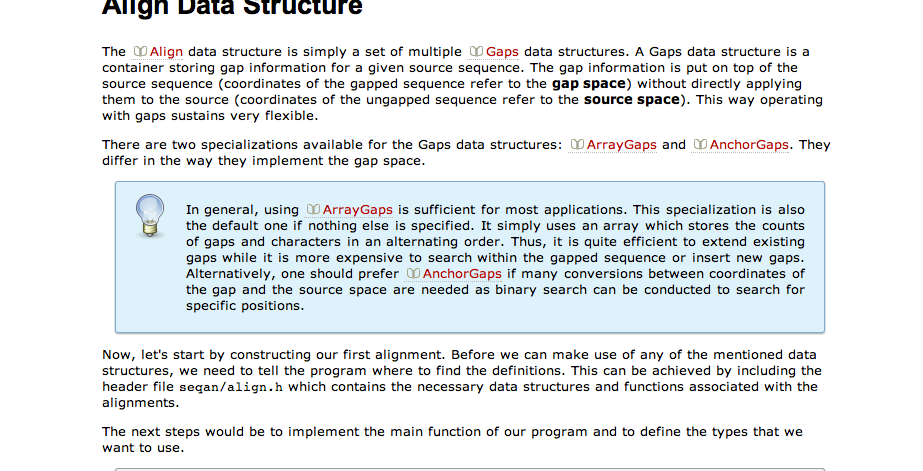 Align Data Structure
The Align data structure is simply a set of multiple Gaps data structures. A Gaps data structure is a
container storing gap information for a given source sequence. The gap information is put on top of the
source sequence (coordinates of the gapped sequence refer to the gap space) without directly applying
them to the source (coordinates of the ungapped sequence refer to the source space). This way operating
with gaps sustains very flexible.
There are two specializations available for the Gaps data structures: ArrayGaps and AnchorGaps. They
differ in the way they implement the gap space.
In general, using ArrayGaps is sufficient for most applications. This specialization is also
the default one if nothing else is specified. It simply uses an array which stores the counts
of gaps and characters in an alternating order. Thus, it is quite efficient to extend existing
gaps while it is more expensive to search within the gapped sequence or insert new gaps.
Alternatively, one should prefer AnchorGaps if many conversions between coordinates of
the gap and the source space are needed as binary search can be conducted to search for
specific positions.
Now, let's start by constructing our first alignment. Before we can make use of any of the mentioned data
structures, we need to tell the program where to find the definitions. This can be achieved by including the
header file seqan/align.h which contains the necessary data structures and functions associated with the
alignments.
The next steps would be to implement the main function of our program and to define the types that we
want to use.